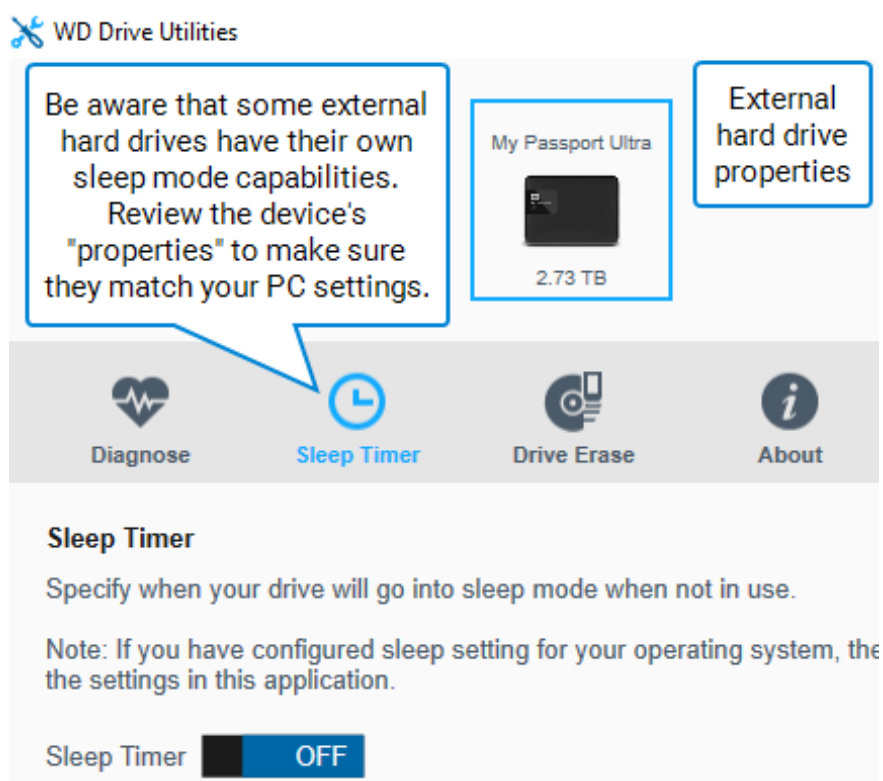 WD Drive Utilities
Be aware that some external
hard drives have their own
sleep mode capabilities.
Review the device's
"properties" to make sure
they match your PC settings.
My Passport Ultra
2.73 TB
External
hard drive
properties
Diagnose
Sleep Timer
Drive Erase
About
Sleep Timer
Specify when your drive will go into sleep mode when not in use.
Note: If you have configured sleep setting for your operating system, the
the settings in this application.
Sleep Timer OFF